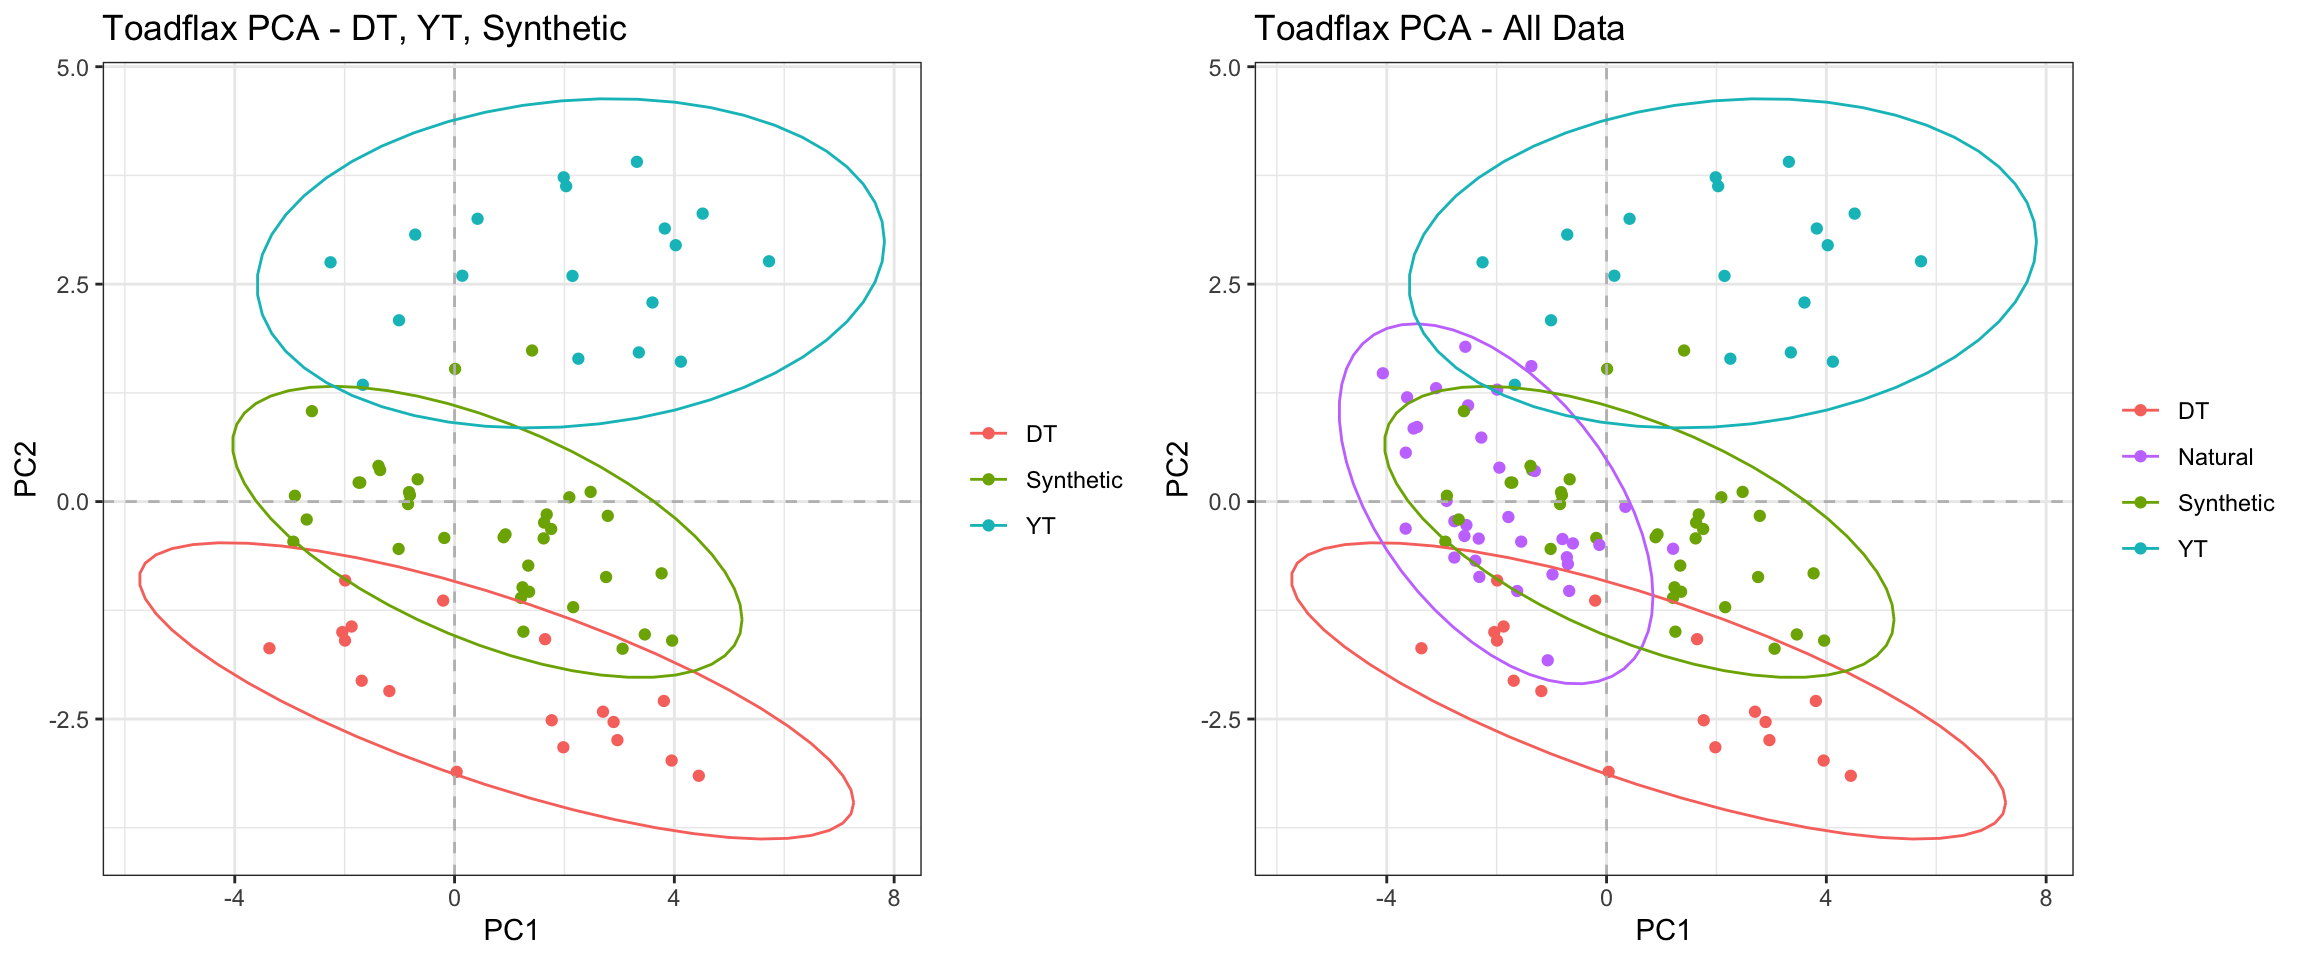 Toadflax PCA - DT, YT, Synthetic
5.0
2.5
0.0
-2.5
PC2
-4 0 4 8
PC1
DT
Synthetic
YT
Toadflax PCA - All Data
5.0
2.5
0.0
-2.5
PC2
-4 0 4 8
PC1
DT
Natural
Synthetic
YT